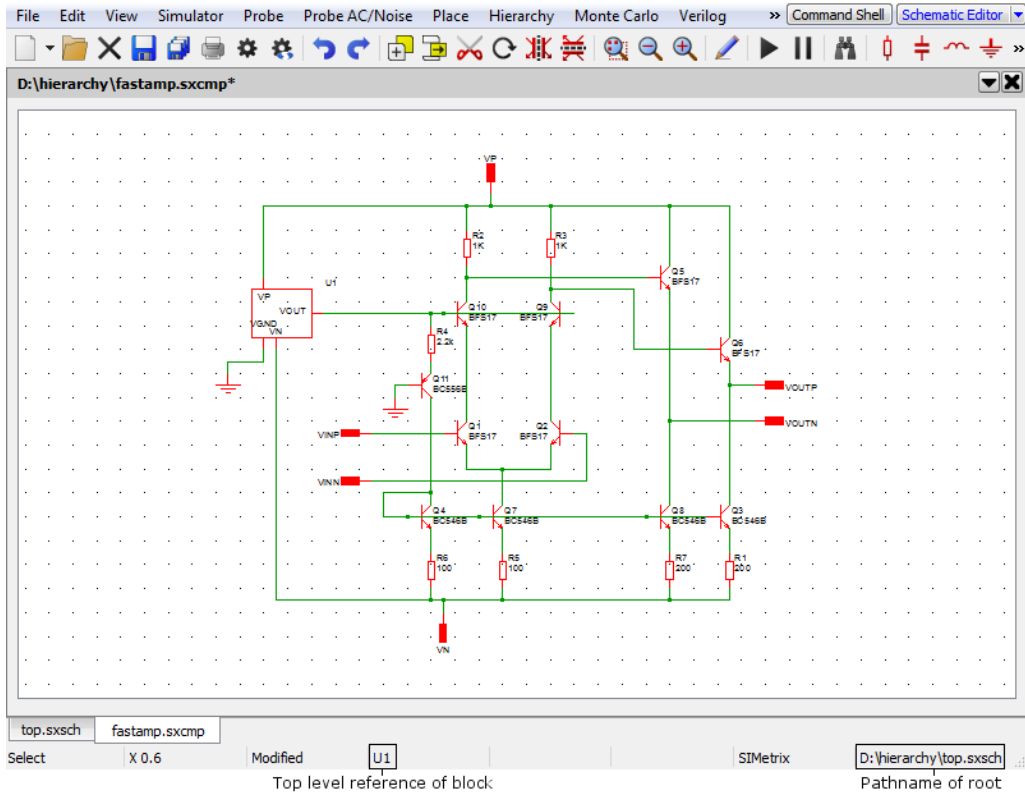 File Edit View Simulator Probe Probe AC/Noise Place Hierarchy Monte Carlo Verilog » Command Shell Schematic Editor
»
D:\hierarchy\fastamp.sxcmp*
VP
R2 R3
1K 1K
Q5
BFS17
U1
VP
VOUT
VGND
VN
Q10 Q9
BFS17 BFS17
R4
2.2k
Q6
BFS17
Q11
BC556B
VOUTP
VINP Q1 Q2 VOUTN
BFS17 BFS17
VINN
Q4 Q7 Q8 Q3
BC546B BC546B BC546B BC546B
R6 R5 R7 R1
100 100 200 200
VN
top.sxsch fastamp.sxcmp
Select X 0.6 Modified U1 SIMetrix D:\hierarchy\top.sxsch
Top level reference of block Pathname of root